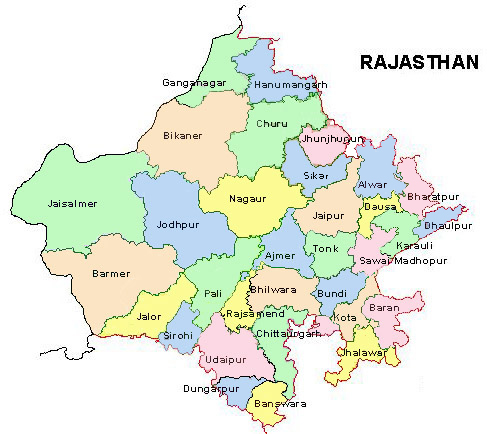 RAJASTHAN
Ganganagar
Hanumangarh
Churu
Bikaner
Jhunjhunun
Sikar
Alwar
Bharatpur
Jaisalmer
Nagaur
Jaipur
Dausa
Dhaulpur
Jodhpur
Karauli
Tonk
Ajmer
Sawai Madhopur
Barmer
Pali
Bhilwara
Bundi
Baran
Jalor
Rajsamend
Kota
Sirohi
Chittaurgarh
Udaipur
Jhalawar
Dungarpur
Banswara